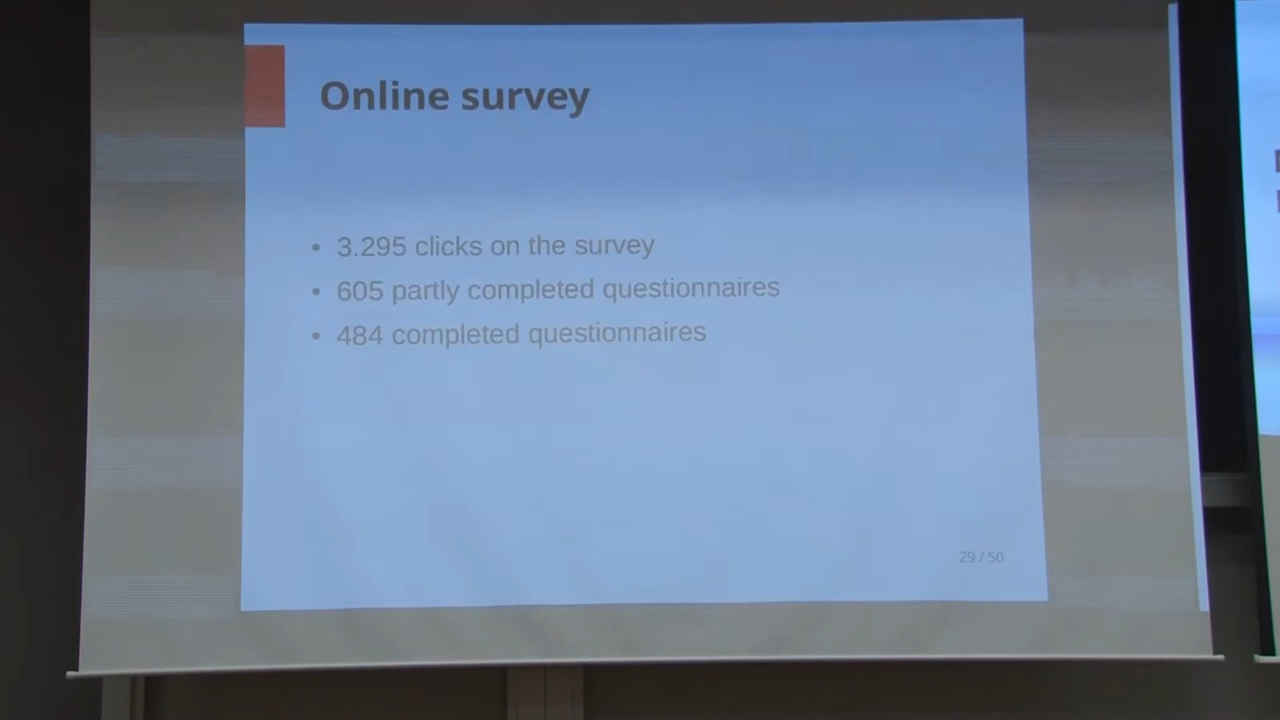 Online survey
• 3.295 clicks on the survey
• 605 partly completed questionnaires
• 484 completed questionnaires
29 / 50